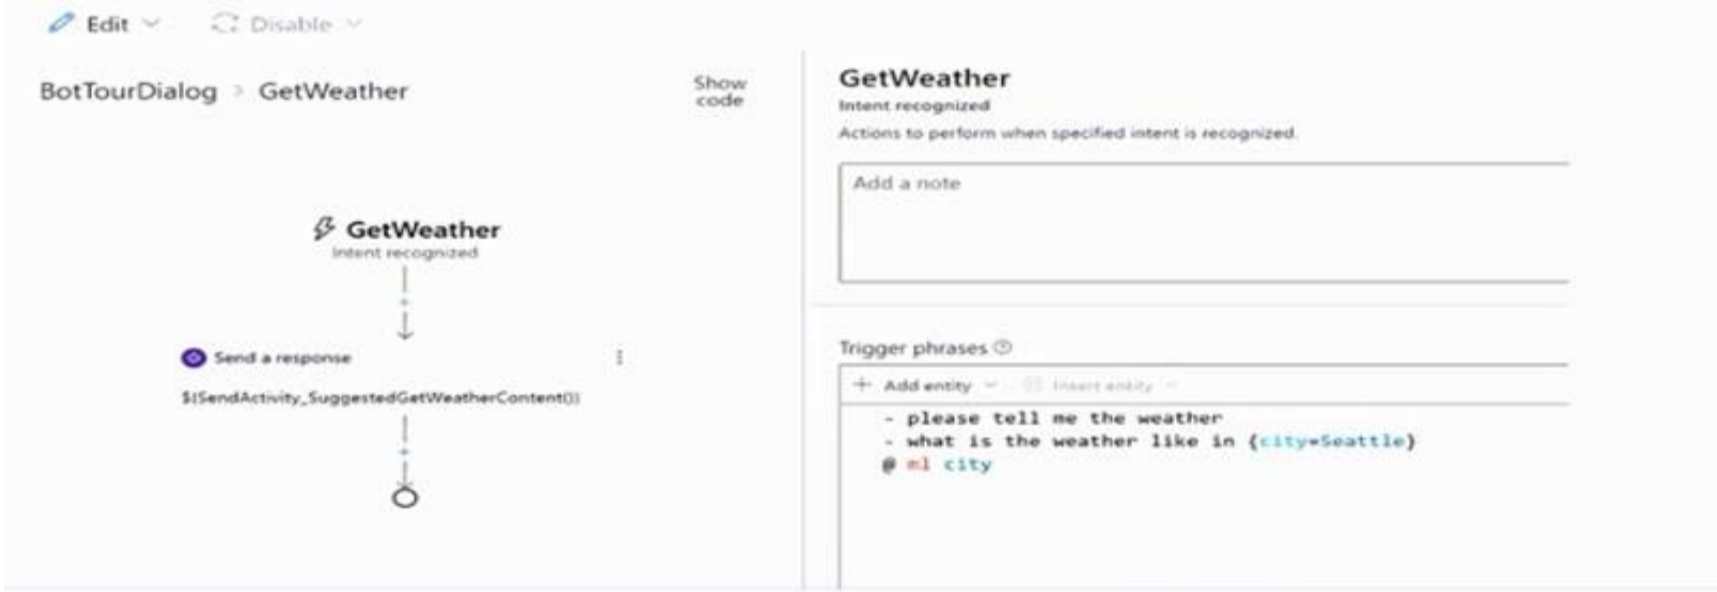 Edit
Disable
BotTourDialog > GetWeather
Show
code
GetWeather
Intent recognized
Send a response
${SendActivity_SuggestedGetWeatherContent()}
GetWeather
Intent recognized
Actions to perform when specified intent is recognized.
Add a note
Trigger phrases
+ Add entity
Insert entity
- please tell me the weather
- what is the weather like in {city=Seattle}
@ ml city